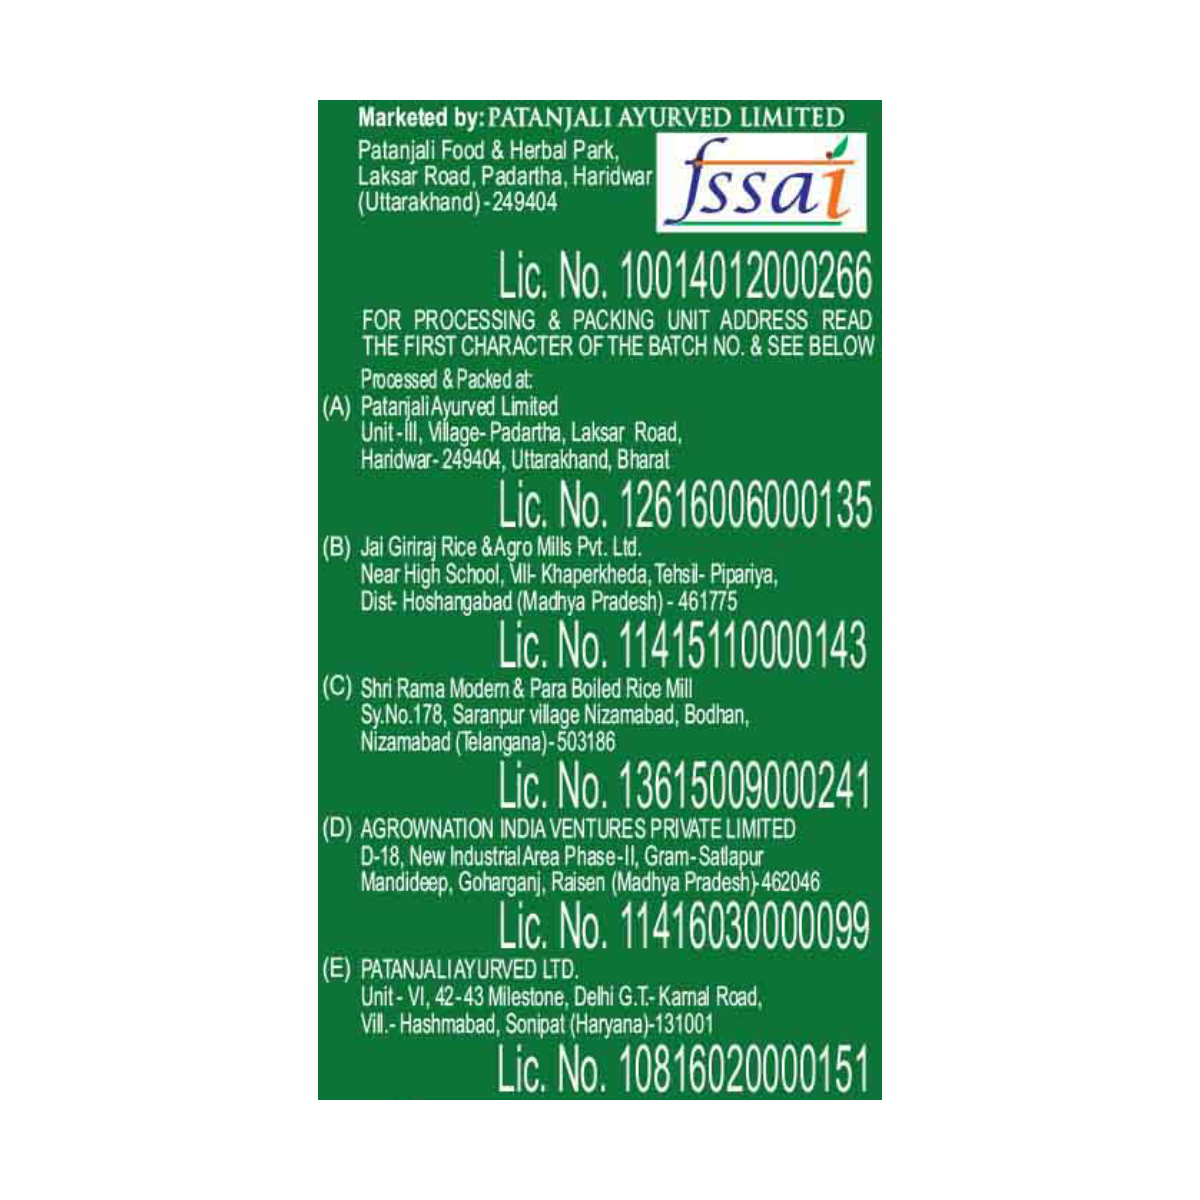 Marketed by: PATANJALI AYURVED LIMITED
Patanjali Food & Herbal Park,
Laksar Road, Padartha, Haridwar
(Uttarakhand) - 249404
fssai
Lic. No. 10014012000266
FOR PROCESSING & PACKING UNIT ADDRESS READ
THE FIRST CHARACTER OF THE BATCH NO. & SEE BELOW
Processed & Packed at:
(A) Patanjali Ayurved Limited
Unit - III, Village- Padartha, Laksar Road,
Haridwar- 249404, Uttarakhand, Bharat
Lic. No. 12616006000135
(B) Jai Giriraj Rice & Agro Mills Pvt. Ltd.
Near High School, Vill- Khaperkheda, Tehsil- Pipariya,
Dist- Hoshangabad (Madhya Pradesh) - 461775
Lic. No. 11415110000143
(C) Shri Rama Modern & Para Boiled Rice Mill
Sy.No.178, Saranpur village Nizamabad, Bodhan,
Nizamabad (Telangana)- 503186
Lic. No. 13615009000241
(D) AGROWNATION INDIA VENTURES PRIVATE LIMITED
D-18, New Industrial Area Phase-II, Gram- Satlapur
Mandideep, Goharganj, Raisen (Madhya Pradesh)- 462046
Lic. No. 11416030000099
(E) PATANJALI AYURVED LTD.
Unit - VI, 42-43 Milestone, Delhi G.T.- Karnal Road,
Vill.- Hashmabad, Sonipat (Haryana)-131001
Lic. No. 10816020000151